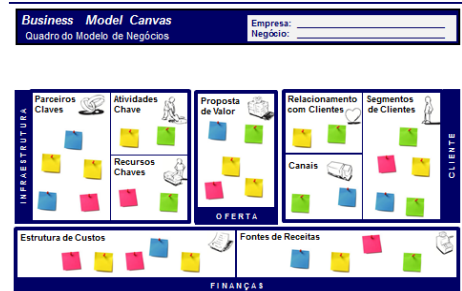 Business Model Canvas
Quadro do Modelo de Negócios
Empresa:
Negócio:
INFRAESTRUTURA
Parceiros
Claves
Atividades
Chave
Recursos
Chaves
Proposta
de Valor
OFERTA
Relacionamento
com Clientes
Canais
Segmentos
de Clientes
CLIENTE
Estrutura de Custos
Fontes de Receitas
FINANÇAS